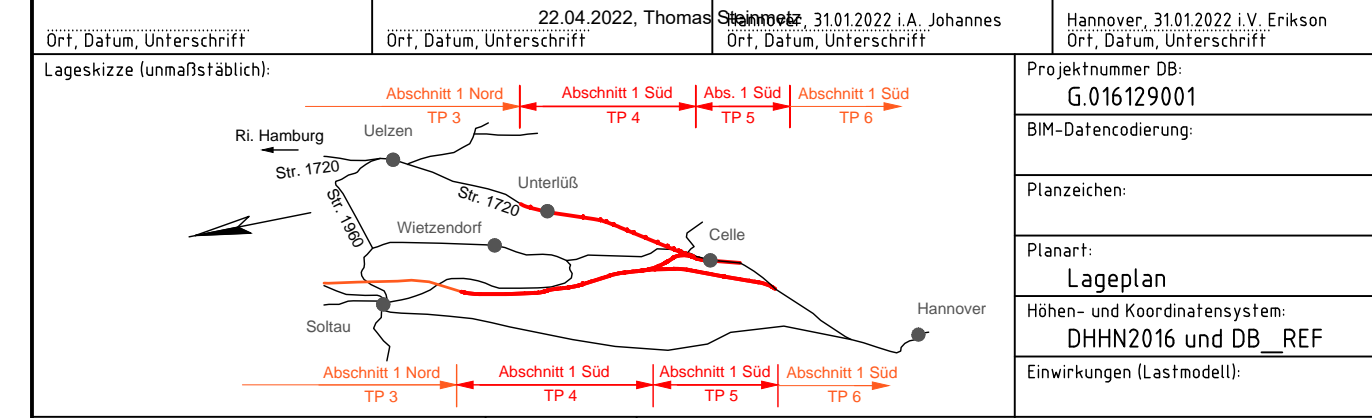 22.04.2022, Thomas Steinmetz
Hannover, 31.01.2022 i.A. Johannes
Hannover, 31.01.2022 i.V. Erikson
Ort, Datum, Unterschrift
Ort, Datum, Unterschrift
Ort, Datum, Unterschrift
Ort, Datum, Unterschrift
Lageskizze (unmaßstäblich):
Abschnitt 1 Nord
Abschnitt 1 Süd
Abs. 1 Süd
Abschnitt 1 Süd
TP 3
TP 4
TP 5
TP 6
Ri. Hamburg
Uelzen
Str. 1720
Unterlüß
Str. 1720
Str. 1960
Wietzendorf
Celle
Soltau
Hannover
Abschnitt 1 Nord
Abschnitt 1 Süd
Abschnitt 1 Süd
Abschnitt 1 Süd
TP 3
TP 4
TP 5
TP 6
Projektnummer DB:
G.016129001
BIM-Datencodierung:
Planzeichen:
Planart:
Lageplan
Höhen- und Koordinatensystem:
DHHN2016 und DB_REF
Einwirkungen (Lastmodell):